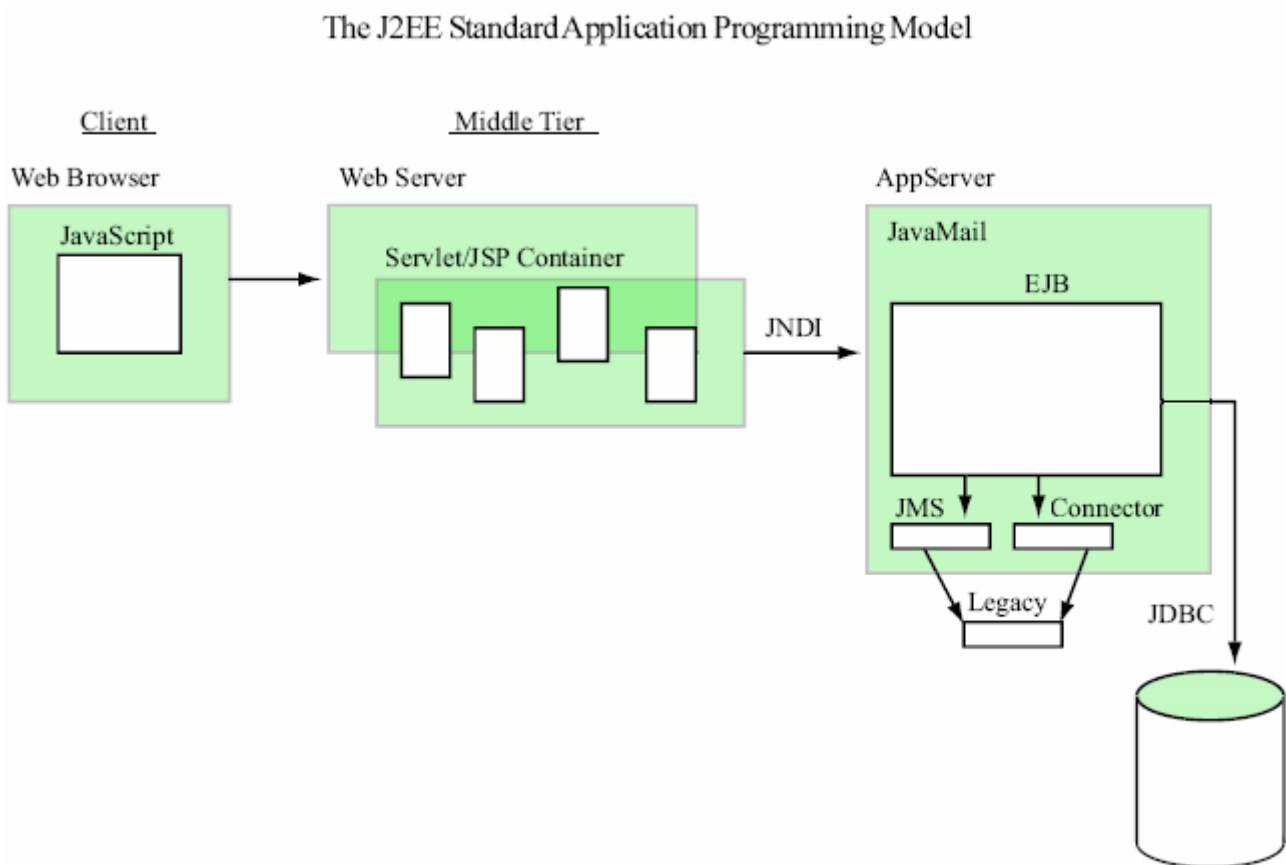 The J2EE Standard Application Programming Model
Client
Middle Tier
Web Browser
Web Server
AppServer
JavaScript
Servlet/JSP Container
JavaMail
EJB
JNDI
JMS
Connector
Legacy
JDBC